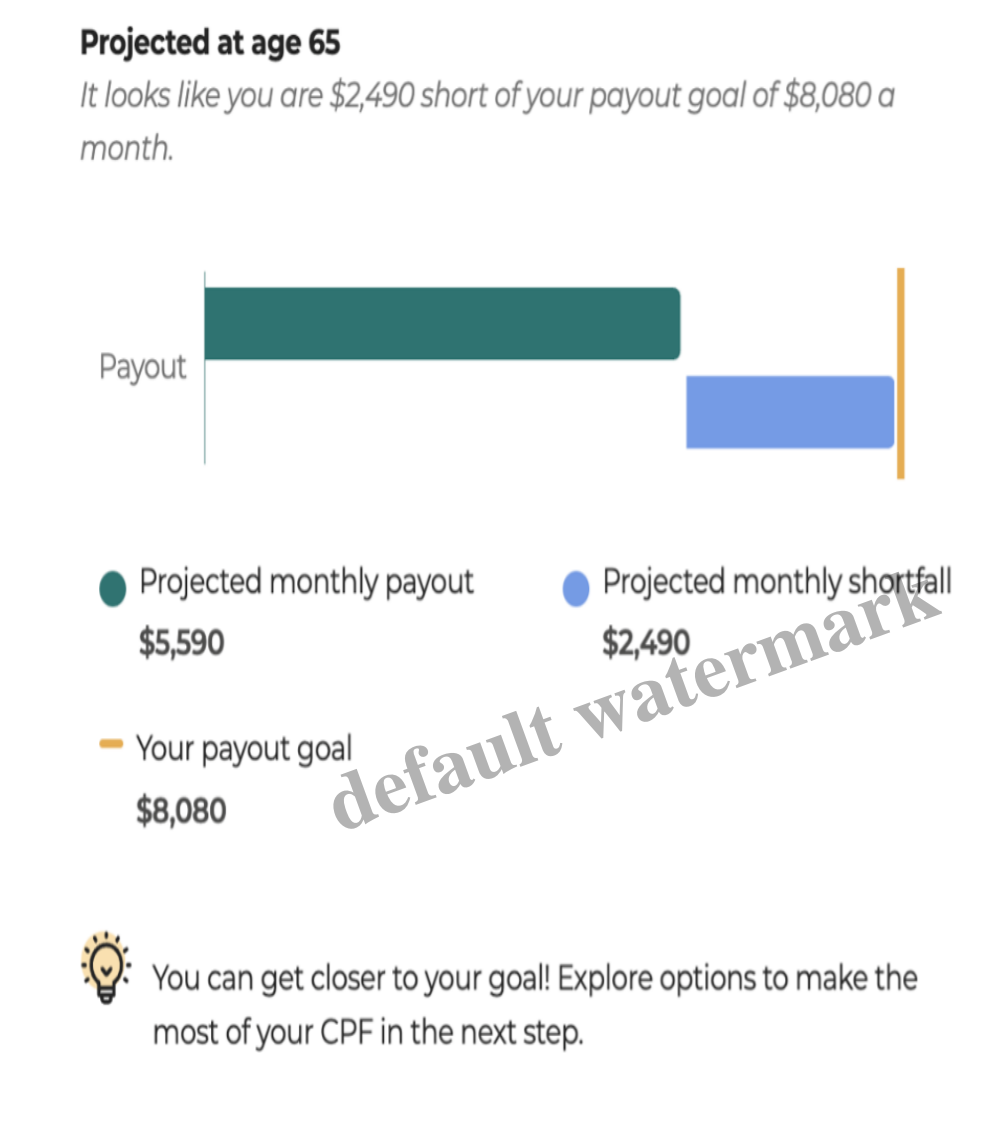 Projected at age 65
It looks like you are $2,490 short of your payout goal of $8,080 a
month.
Payout
Projected monthly payout
$5,590
Projected monthly shortfall
$2,490
Your payout goal
$8,080
default watermark
You can get closer to your goal! Explore options to make the
most of your CPF in the next step.